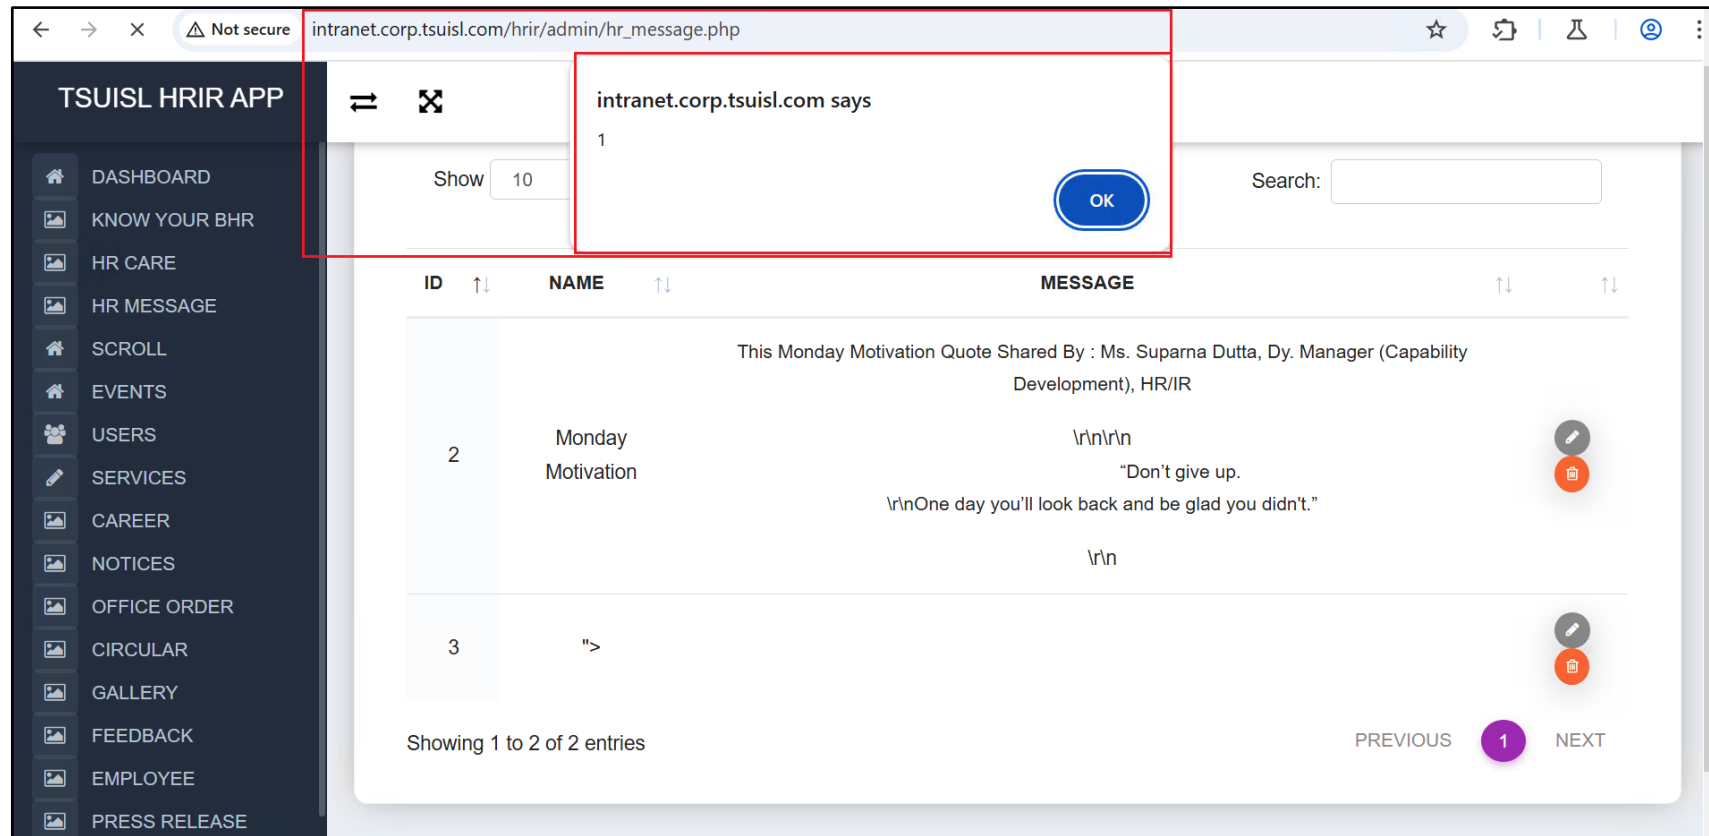 Not secure
intranet.corp.tsuisl.com/hrir/admin/hr_message.php
TSUISL HRIR APP
intranet.corp.tsuisl.com says
1
OK
DASHBOARD
KNOW YOUR BHR
HR CARE
HR MESSAGE
SCROLL
EVENTS
USERS
SERVICES
CAREER
NOTICES
OFFICE ORDER
CIRCULAR
GALLERY
FEEDBACK
EMPLOYEE
PRESS RELEASE
Show 10
Search:
ID NAME MESSAGE
2
Monday
Motivation
This Monday Motivation Quote Shared By : Ms. Suparna Dutta, Dy. Manager (Capability
Development), HR/IR
\r\n\r\n
“Don’t give up.
\r\nOne day you’ll look back and be glad you didn't.”
\r\n
3 ">
Showing 1 to 2 of 2 entries
PREVIOUS 1 NEXT